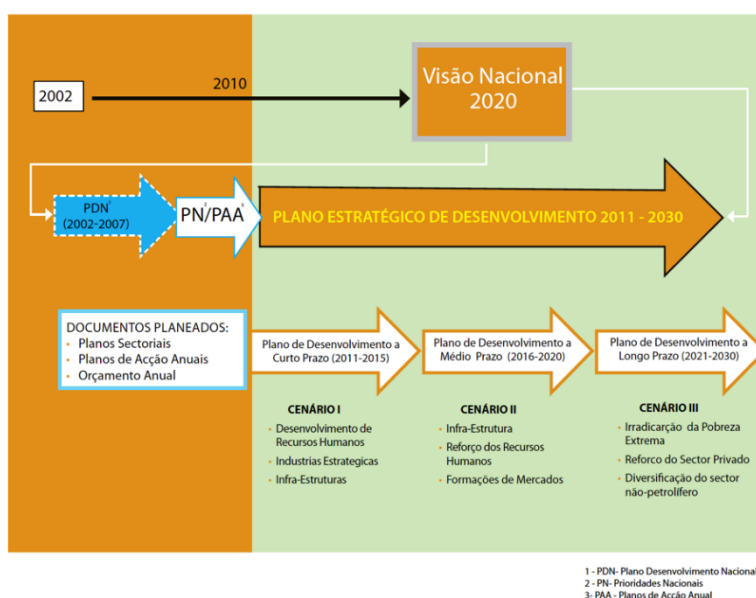 2002
2010
Visão Nacional
2020
PDN¹
(2002-2007)
PN²/PAA³
PLANO ESTRATÉGICO DE DESENVOLVIMENTO 2011 - 2030
DOCUMENTOS PLANEADOS:
• Planos Sectoriais
• Planos de Acção Anuais
• Orçamento Anual
Plano de Desenvolvimento a
Curto Prazo (2011-2015)
Plano de Desenvolvimento a
Médio Prazo (2016-2020)
Plano de Desenvolvimento a
Longo Prazo (2021-2030)
CENÁRIO I
• Desenvolvimento de
Recursos Humanos
• Industrias Estrategicas
• Infra-Estruturas
CENÁRIO II
• Infra-Estrutura
• Reforço dos Recursos
Humanos
• Formações de Mercados
CENÁRIO III
• Irradicarção da Pobreza
Extrema
• Reforco do Sector Privado
• Diversificação do sector
não-petrolífero
1 - PDN- Plano Desenvolvimento Nacional
2 - PN- Prioridades Nacionais
3- PAA - Planos de Acção Anual